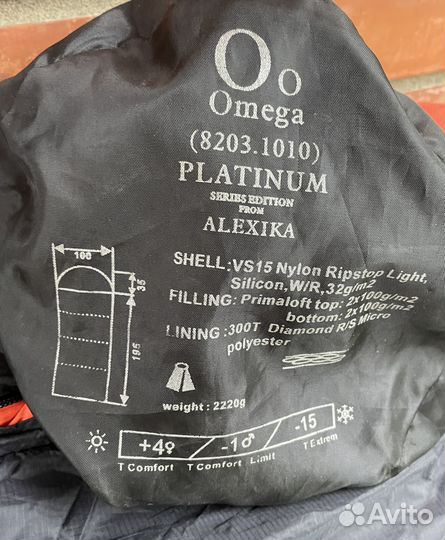 Oo
Omega
(8203.1010)
PLATINUM
SERIES EDITION
FROM
ALEXIKA
SHELL: VS15 Nylon Ripstop Light,
Silicon, W/R, 32g/m2
FILLING: Primaloft top: 2x100g/m2
bottom: 2x100g/m2
LINING: 300T Diamond R/S Micro
polyester
100
35
195
weight: 2220g
+4♀ -1♂ -15
T Comfort T Comfort Limit T Extrem
Avito